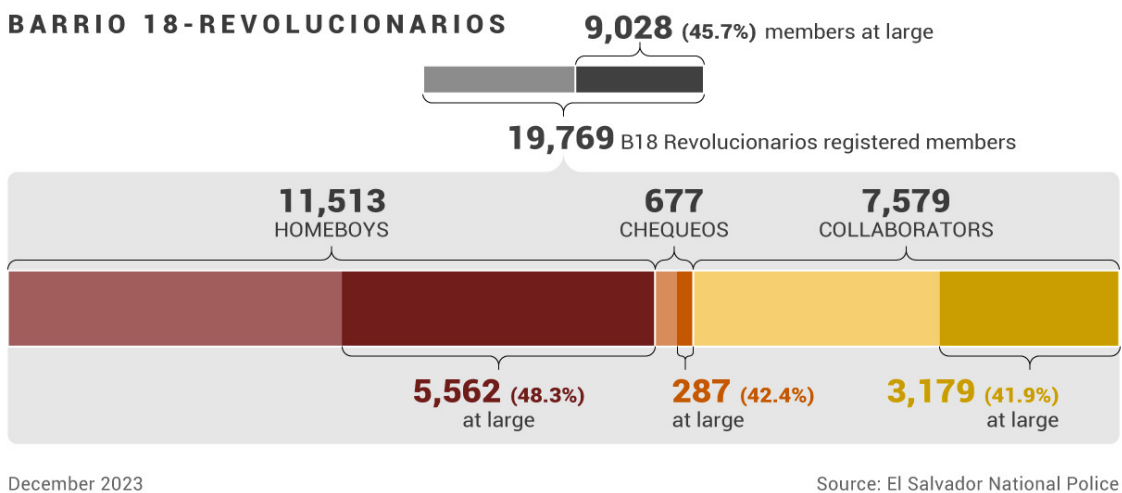 BARRIO 18-REVOLUCIONARIOS
9,028 (45.7%) members at large
19,769 B18 Revolucionarios registered members
11,513
HOMEBOYS
677
CHEQUEOS
7,579
COLLABORATORS
5,562 (48.3%)
at large
287 (42.4%)
at large
3,179 (41.9%)
at large
December 2023
Source: El Salvador National Police